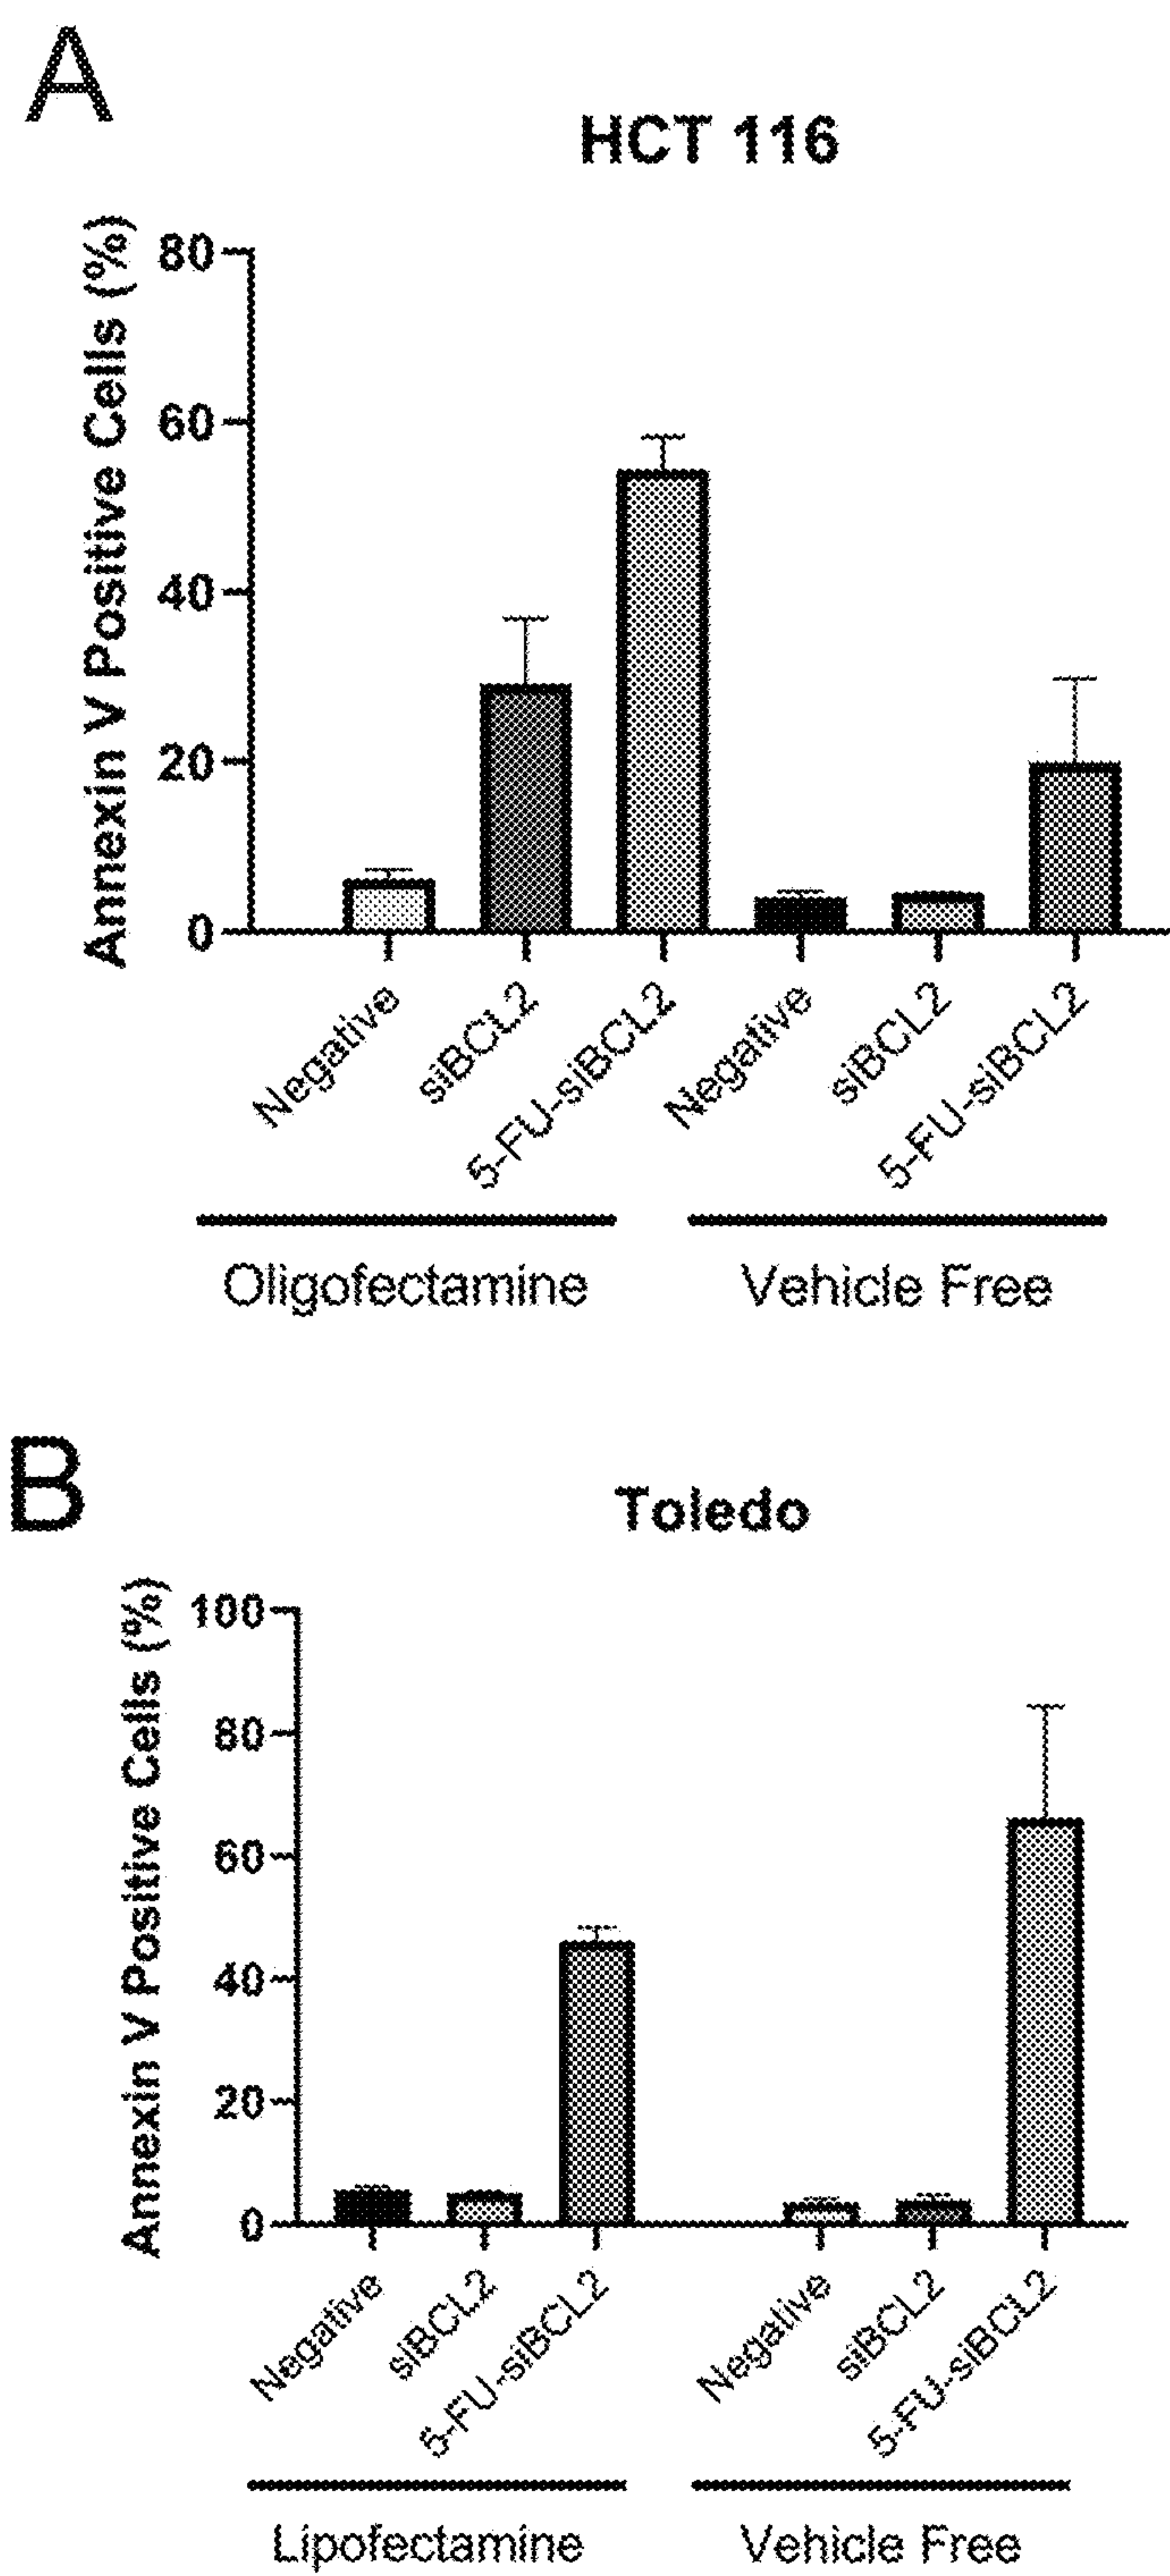 A
HCT 116
Annexin V Positive Cells (%)
80
60
40
20
0
Negative
siBCL2
5-FU-siBCL2
Negative
siBCL2
5-FU-siBCL2
Oligofectamine
Vehicle Free
B
Toledo
Annexin V Positive Cells (%)
100
80
60
40
20
0
Negative
siBCL2
5-FU-siBCL2
Negative
siBCL2
5-FU-siBCL2
Lipofectamine
Vehicle Free